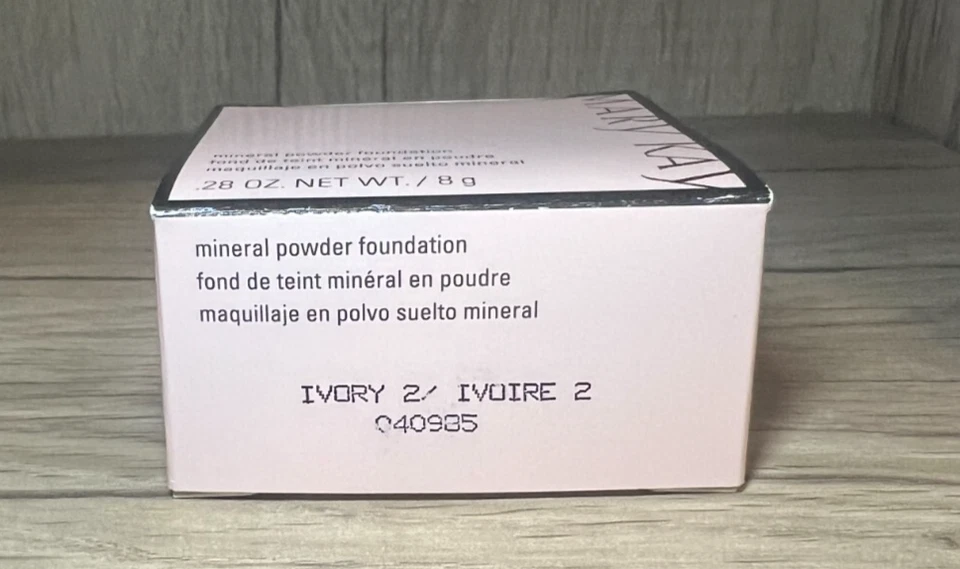 MARY KAY
mineral powder foundation
fond de teint minéral en poudre
maquillaje en polvo suelto mineral
.28 OZ. NET WT. / 8 g
mineral powder foundation
fond de teint minéral en poudre
maquillaje en polvo suelto mineral
IVORY 2/ IVOIRE 2
040985